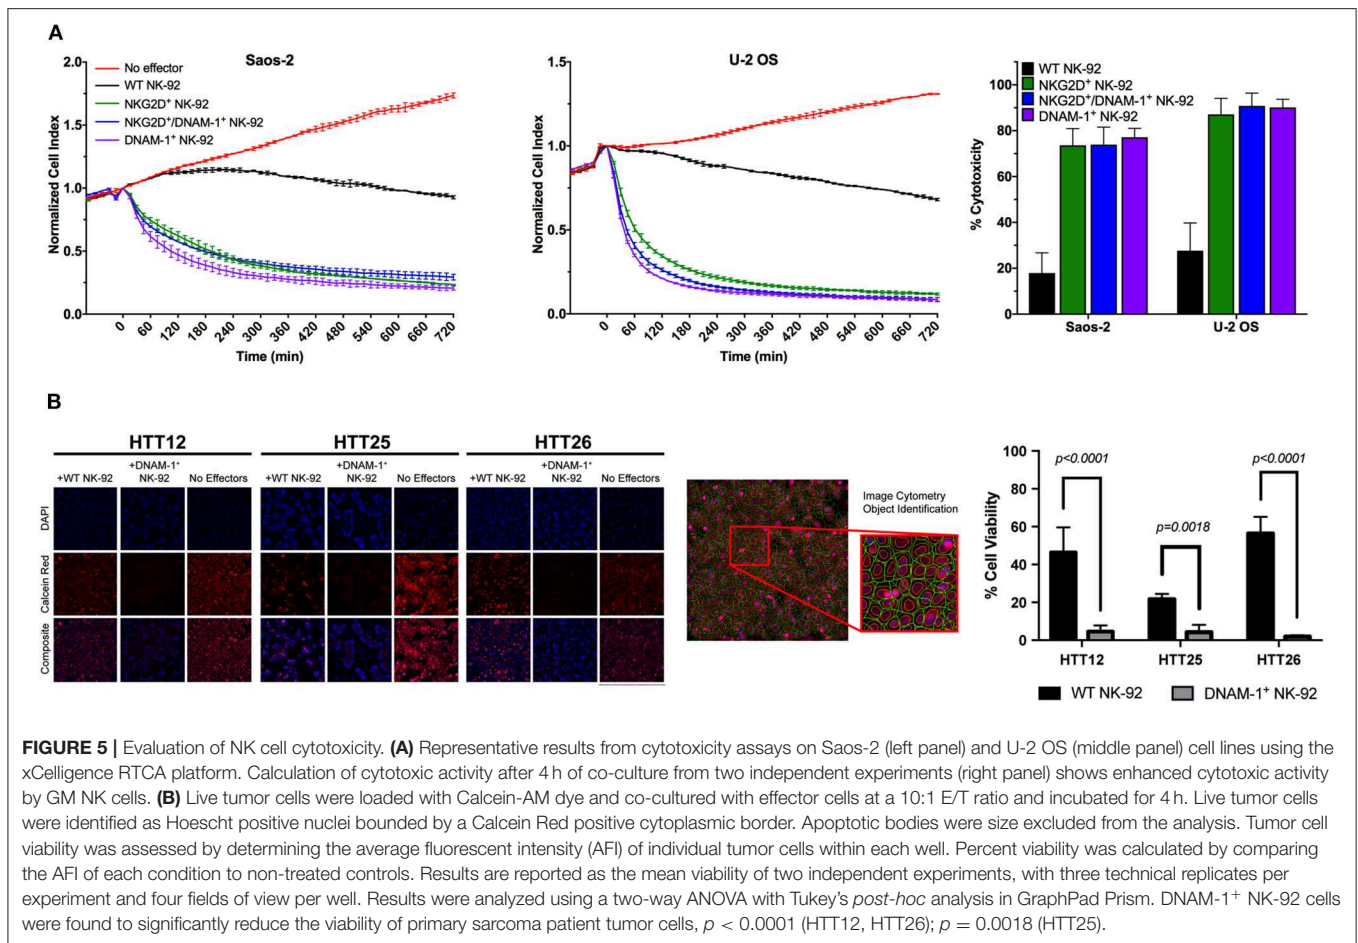 A
Saos-2
2.0
1.5
1.0
0.5
0.0
Normalized Cell Index
No effector
WT NK-92
NKG2D⁺ NK-92
NKG2D⁺/DNAM-1⁺ NK-92
DNAM-1⁺ NK-92
0 60 120 180 240 300 360 420 480 540 600 660 720
Time (min)
U-2 OS
1.5
1.0
0.5
0.0
Normalized Cell Index
0 60 120 180 240 300 360 420 480 540 600 660 720
Time (min)
100
80
60
40
20
0
% Cytotoxicity
WT NK-92
NKG2D⁺ NK-92
NKG2D⁺/DNAM-1⁺ NK-92
DNAM-1⁺ NK-92
Saos-2 U-2 OS
B
HTT12 HTT25 HTT26
+WT NK-92 +DNAM-1⁺ NK-92 No Effectors +WT NK-92 +DNAM-1⁺ NK-92 No Effectors +WT NK-92 +DNAM-1⁺ NK-92 No Effectors
DAPI
Calcein Red
Composite
Image Cytometry
Object Identification
100
80
60
40
20
0
% Cell Viability
p<0.0001
p=0.0018
p<0.0001
HTT12 HTT25 HTT26
WT NK-92 DNAM-1⁺ NK-92
FIGURE 5 | Evaluation of NK cell cytotoxicity. (A) Representative results from cytotoxicity assays on Saos-2 (left panel) and U-2 OS (middle panel) cell lines using the
xCelligence RTCA platform. Calculation of cytotoxic activity after 4 h of co-culture from two independent experiments (right panel) shows enhanced cytotoxic activity
by GM NK cells. (B) Live tumor cells were loaded with Calcein-AM dye and co-cultured with effector cells at a 10:1 E/T ratio and incubated for 4 h. Live tumor cells
were identified as Hoescht positive nuclei bounded by a Calcein Red positive cytoplasmic border. Apoptotic bodies were size excluded from the analysis. Tumor cell
viability was assessed by determining the average fluorescent intensity (AFI) of individual tumor cells within each well. Percent viability was calculated by comparing
the AFI of each condition to non-treated controls. Results are reported as the mean viability of two independent experiments, with three technical replicates per
experiment and four fields of view per well. Results were analyzed using a two-way ANOVA with Tukey's post-hoc analysis in GraphPad Prism. DNAM-1⁺ NK-92 cells
were found to significantly reduce the viability of primary sarcoma patient tumor cells, p < 0.0001 (HTT12, HTT26); p = 0.0018 (HTT25).